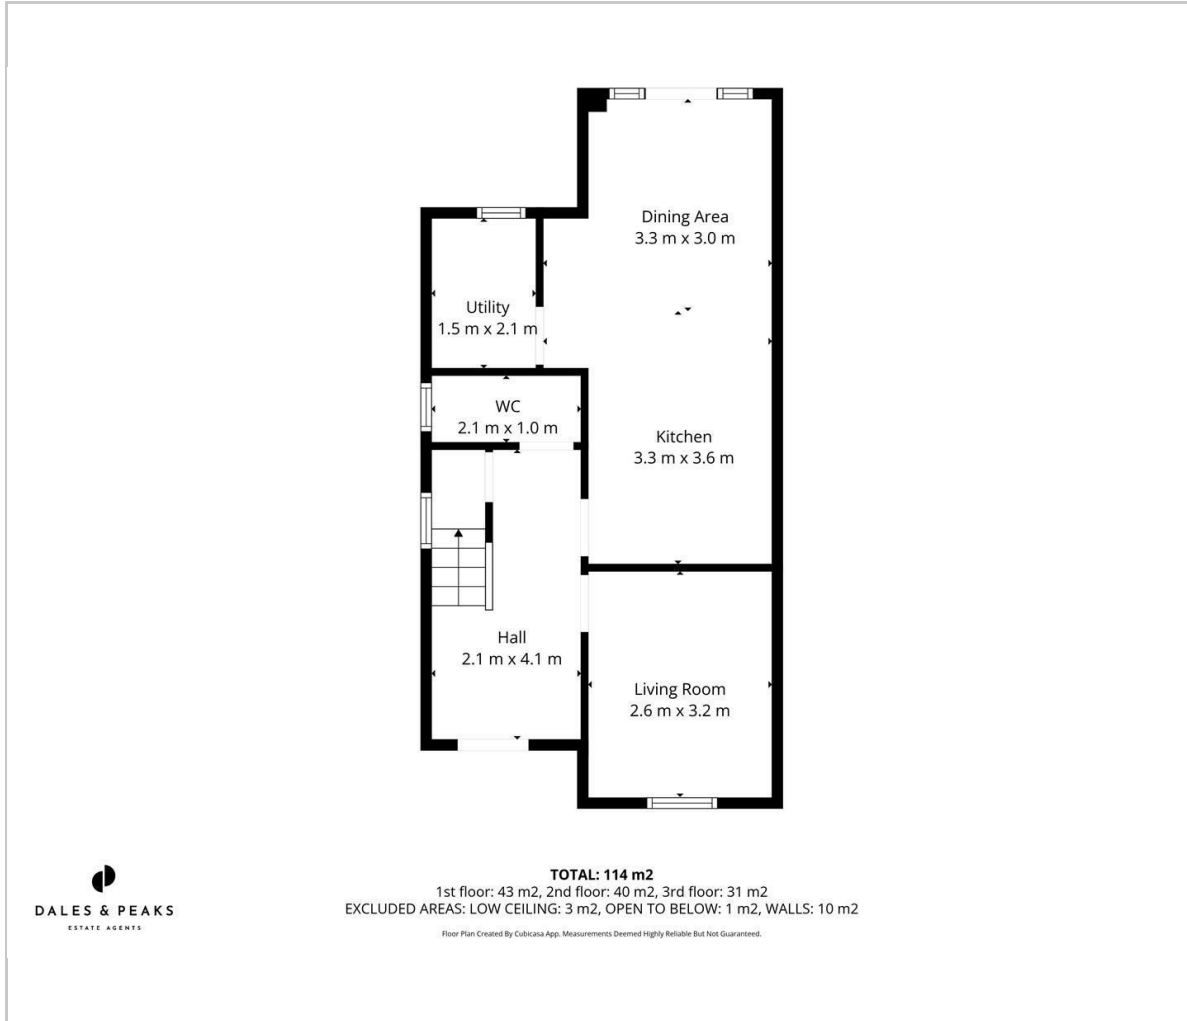 Dining Area
3.3 m x 3.0 m
Utility
1.5 m x 2.1 m
WC
2.1 m x 1.0 m
Kitchen
3.3 m x 3.6 m
Hall
2.1 m x 4.1 m
Living Room
2.6 m x 3.2 m
TOTAL: 114 m2
1st floor: 43 m2, 2nd floor: 40 m2, 3rd floor: 31 m2
EXCLUDED AREAS: LOW CEILING: 3 m2, OPEN TO BELOW: 1 m2, WALLS: 10 m2
Floor Plan Created By Cubicasa App. Measurements Deemed Highly Reliable But Not Guaranteed.
DALES & PEAKS
ESTATE AGENTS